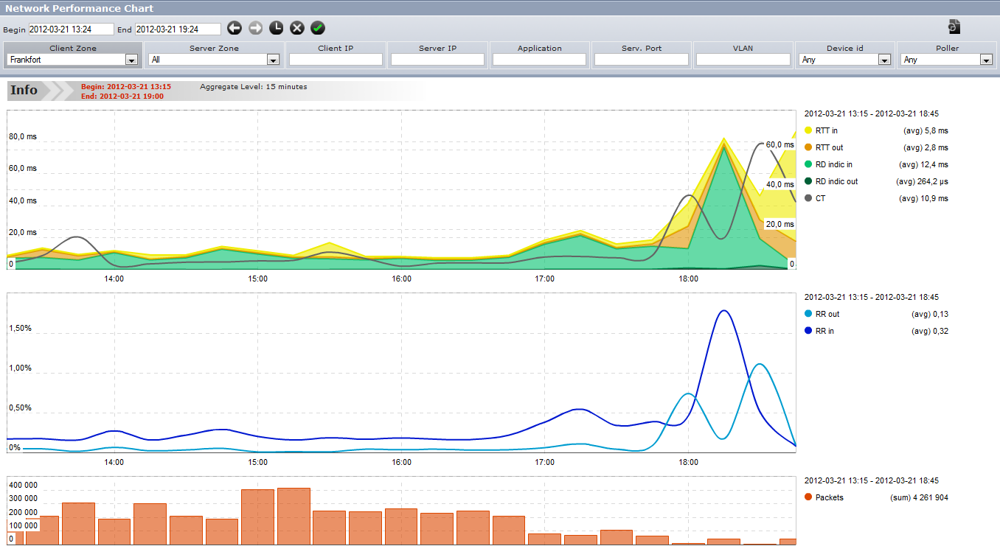 Network Performance Chart
Begin 2012-03-21 13:24 End 2012-03-21 19:24
Client Zone Server Zone Client IP Server IP Application Serv. Port VLAN Device id Poller
Frankfort All Any Any
Info
Begin: 2012-03-21 13:15
End: 2012-03-21 19:00
Aggregate Level: 15 minutes
80,0 ms
60,0 ms
40,0 ms
20,0 ms
0
60,0 ms
40,0 ms
20,0 ms
0
14:00 15:00 16:00 17:00 18:00
2012-03-21 13:15 - 2012-03-21 18:45
RTT in (avg) 5,8 ms
RTT out (avg) 2,8 ms
RD indic in (avg) 12,4 ms
RD indic out (avg) 264,2 µs
CT (avg) 10,9 ms
1,50%
1,00%
0,50%
0%
14:00 15:00 16:00 17:00 18:00
2012-03-21 13:15 - 2012-03-21 18:45
RR out (avg) 0,13
RR in (avg) 0,32
400 000
300 000
200 000
100 000
0
2012-03-21 13:15 - 2012-03-21 18:45
Packets (sum) 4 261 904